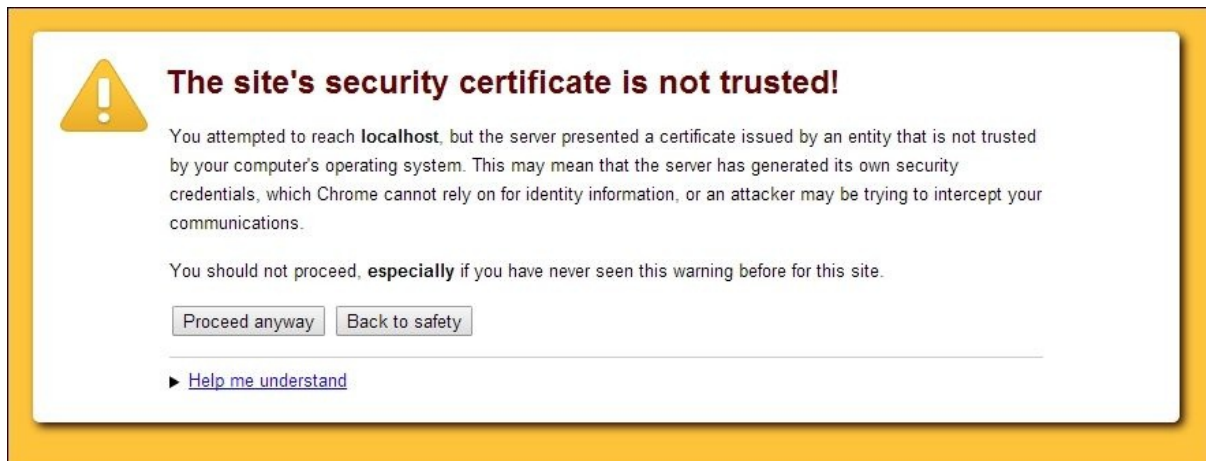 The site's security certificate is not trusted!
You attempted to reach localhost, but the server presented a certificate issued by an entity that is not trusted
by your computer's operating system. This may mean that the server has generated its own security
credentials, which Chrome cannot rely on for identity information, or an attacker may be trying to intercept your
communications.
You should not proceed, especially if you have never seen this warning before for this site.
Proceed anyway Back to safety
Help me understand